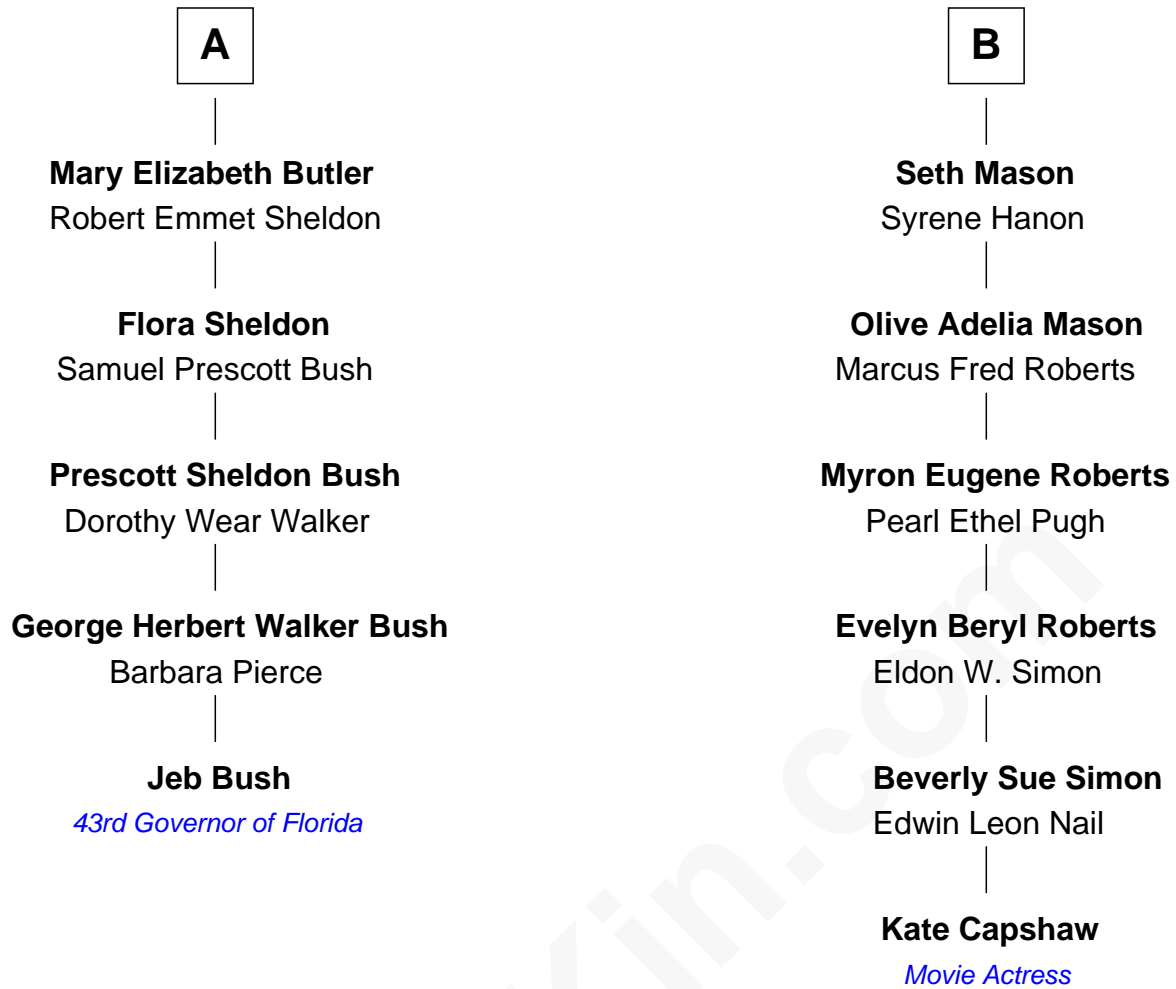 A
Mary Elizabeth Butler
Robert Emmet Sheldon
Flora Sheldon
Samuel Prescott Bush
Prescott Sheldon Bush
Dorothy Wear Walker
George Herbert Walker Bush
Barbara Pierce
Jeb Bush
43rd Governor of Florida
B
Seth Mason
Syrene Hanon
Olive Adelia Mason
Marcus Fred Roberts
Myron Eugene Roberts
Pearl Ethel Pugh
Evelyn Beryl Roberts
Eldon W. Simon
Beverly Sue Simon
Edwin Leon Nail
Kate Capshaw
Movie Actress
Kin.com